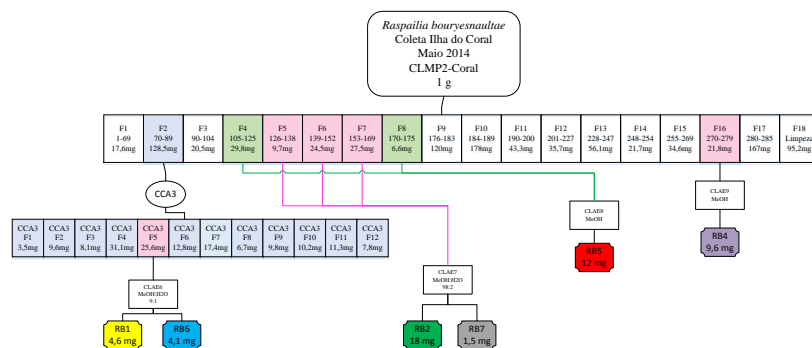 Raspailia bouryesnaultae
Coleta Ilha do Coral
Maio 2014
CLMP2-Coral
1 g
F1
1-69
17,6mg
F2
70-89
128,5mg
F3
90-104
20,5mg
F4
105-125
29,8mg
F5
126-138
9,7mg
F6
139-152
24,5mg
F7
153-169
27,5mg
F8
170-175
6,6mg
F9
176-183
120mg
F10
184-189
178mg
F11
190-200
43,3mg
F12
201-227
35,7mg
F13
228-247
56,1mg
F14
248-254
21,7mg
F15
255-269
34,6mg
F16
270-279
21,8mg
F17
280-285
167mg
F18
Limpeza
95,2mg
CCA3
CCA3
F1
3,5mg
CCA3
F2
9,6mg
CCA3
F3
8,1mg
CCA3
F4
31,1mg
CCA3
F5
25,6mg
CCA3
F6
12,8mg
CCA3
F7
17,4mg
CCA3
F8
6,7mg
CCA3
F9
9,8mg
CCA3
F10
10,2mg
CCA3
F11
11,3mg
CCA3
F12
7,8mg
CLAE8
MeOH
CLAE9
MeOH
RB5
12 mg
RB4
9,6 mg
CLAE6
MeOH:H2O
9:1
CLAE7
MeOH:H2O
98:2
RB1
4,6 mg
RB6
4,1 mg
RB2
18 mg
RB7
1,5 mg